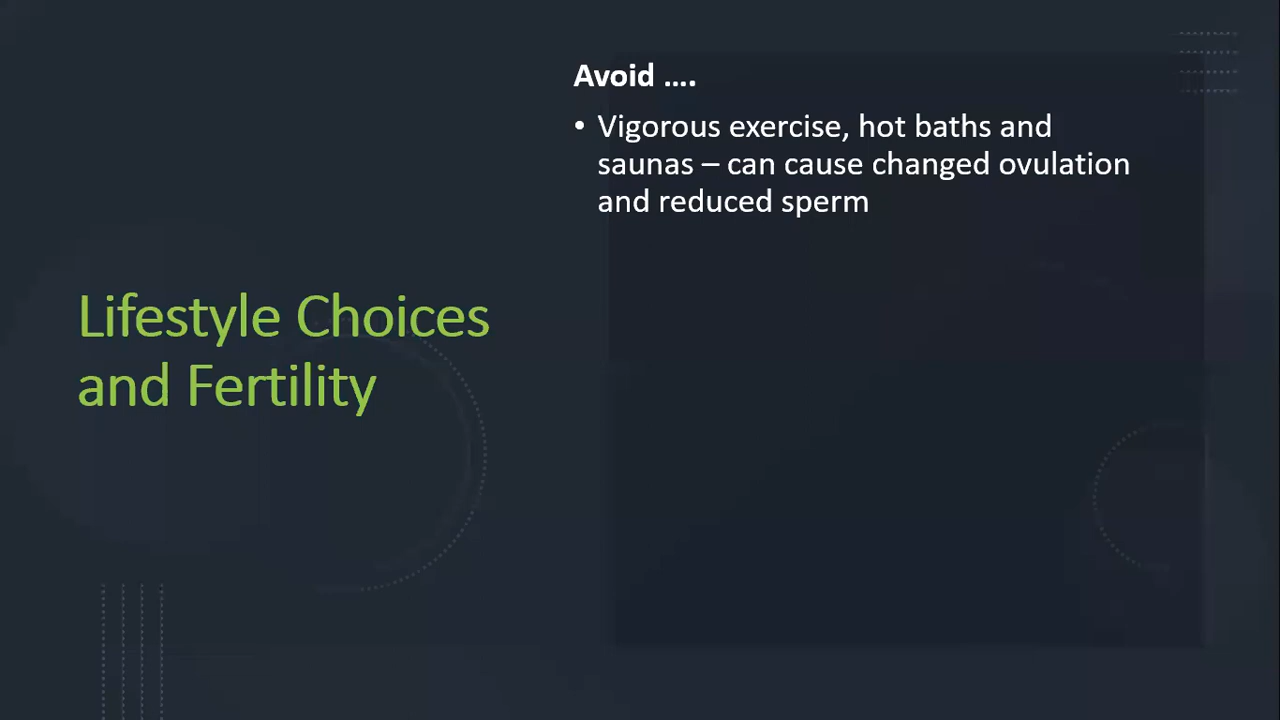 Avoid ....
• Vigorous exercise, hot baths and
saunas – can cause changed ovulation
and reduced sperm
Lifestyle Choices
and Fertility